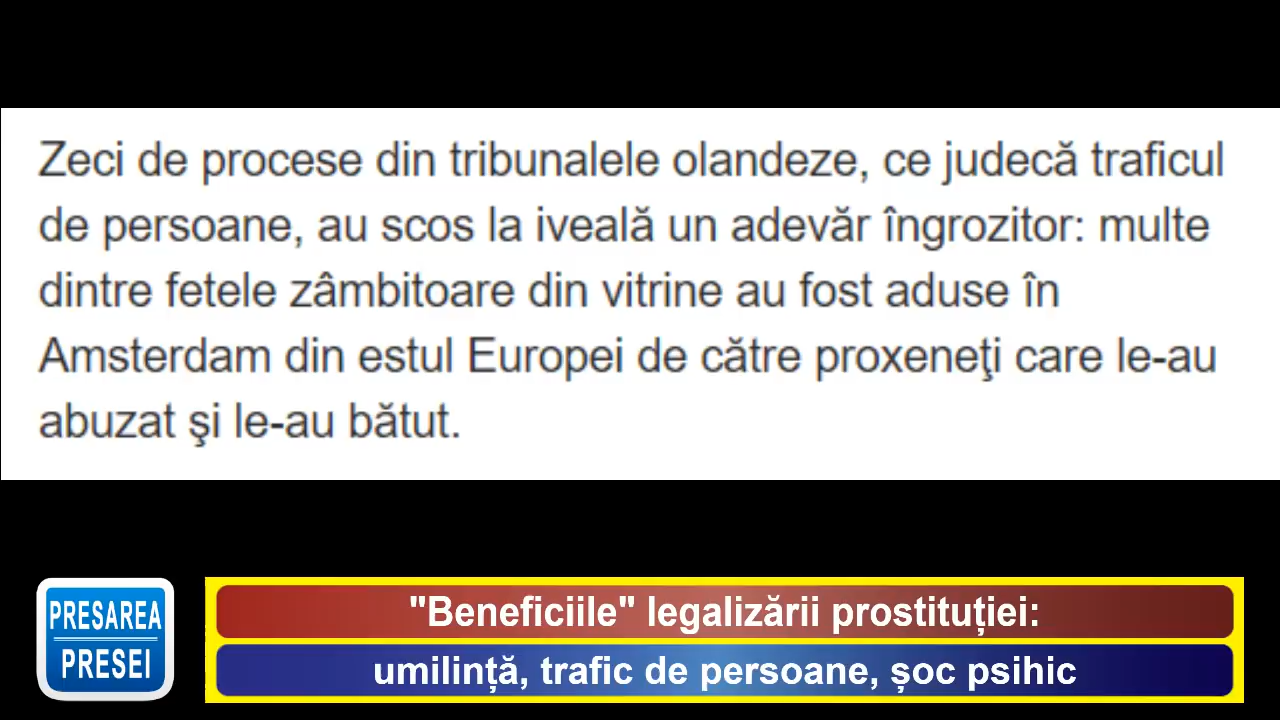 Zeci de procese din tribunalele olandeze, ce judecă traficul
de persoane, au scos la iveală un adevăr îngrozitor: multe
dintre fetele zâmbitoare din vitrine au fost aduse în
Amsterdam din estul Europei de către proxeneţi care le-au
abuzat şi le-au bătut.
PRESAREA
PRESEI
"Beneficiile" legalizării prostituției:
umilință, trafic de persoane, șoc psihic